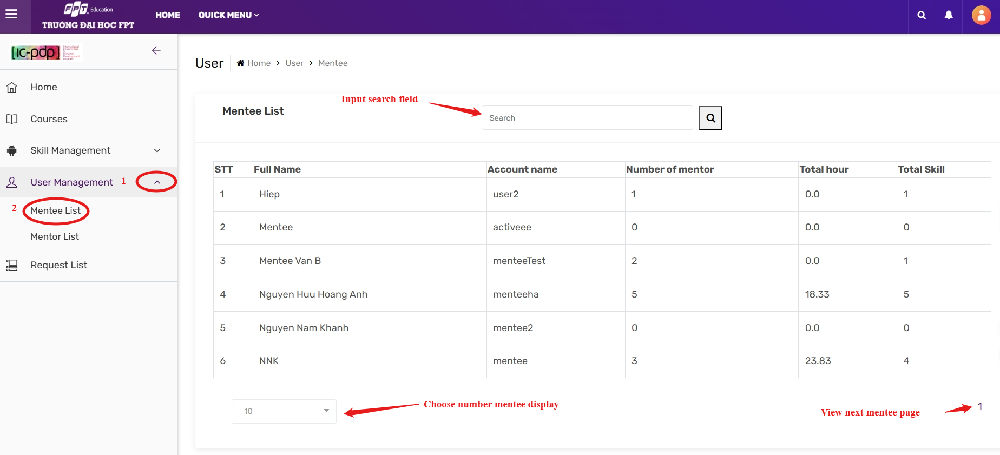 FPT Education
TRƯỜNG ĐẠI HỌC FPT
HOME
QUICK MENU
[ic-pdp]
International
Cooperation
&
Personal
Development
Program
Home
Courses
Skill Management
User Management 1
2 Mentee List
Mentor List
Request List
User
Home > User > Mentee
Input search field
Mentee List
Search
STT Full Name Account name Number of mentor Total hour Total Skill
1 Hiep user2 1 0.0 1
2 Mentee activeee 0 0.0 0
3 Mentee Van B menteeTest 2 0.0 1
4 Nguyen Huu Hoang Anh menteeha 5 18.33 5
5 Nguyen Nam Khanh mentee2 0 0.0 0
6 NNK mentee 3 23.83 4
10
Choose number mentee display
View next mentee page
1